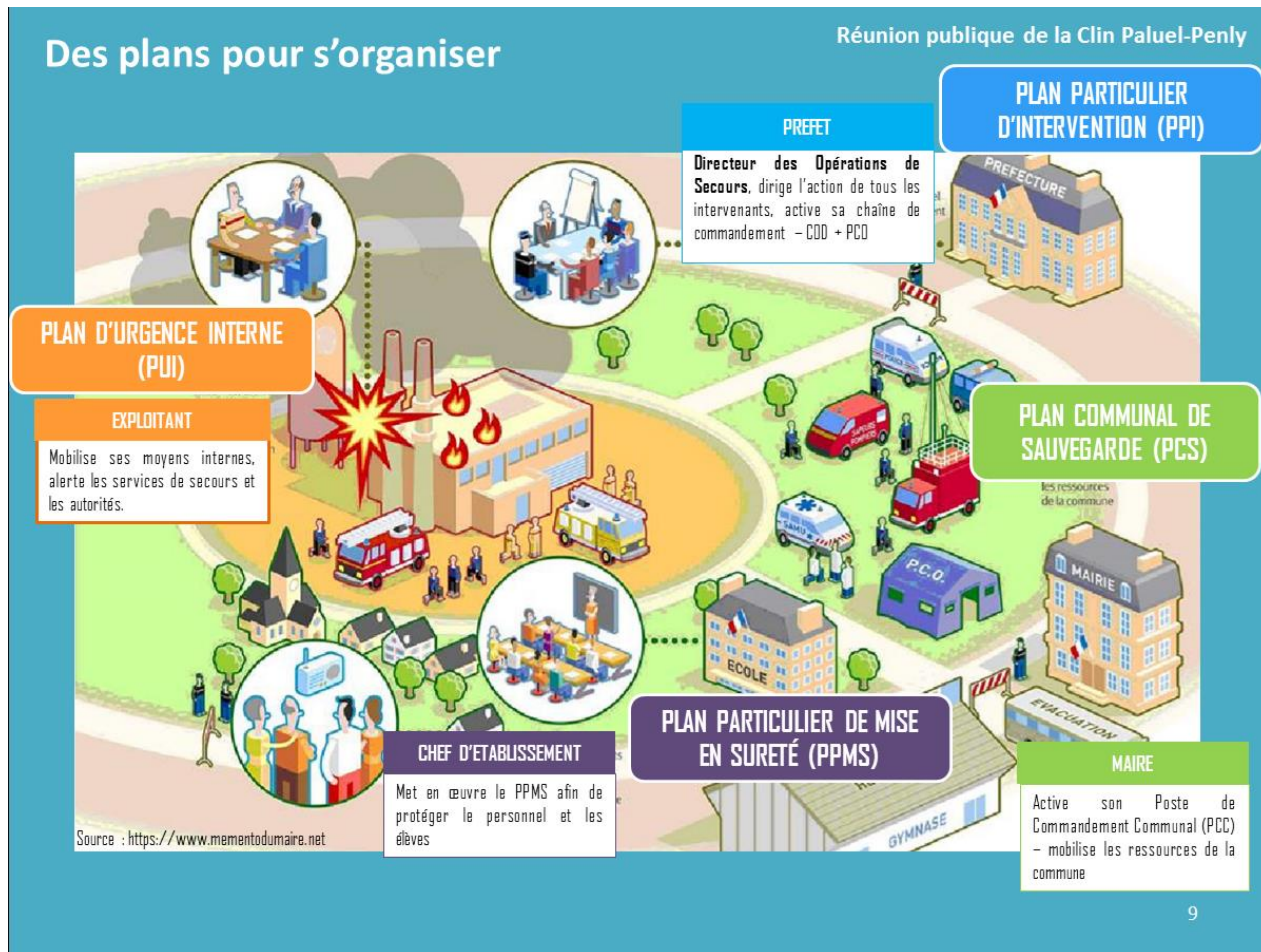 Des plans pour s'organiser
Réunion publique de la Clin Paluel-Penly
PLAN PARTICULIER
D'INTERVENTION (PPI)
PREFET
Directeur des Opérations de
Secours, dirige l'action de tous les
intervenants, active sa chaîne de
commandement – COD + PCO
PREFECTURE
PLAN D'URGENCE INTERNE
(PUI)
EXPLOITANT
Mobilise ses moyens internes,
alerte les services de secours et
les autorités.
POLICE
SAPEURS
POMPIERS
PLAN COMMUNAL DE
SAUVEGARDE (PCS)
les ressources
de la commune
SAMU
P.C.O.
MAIRIE
ECOLE
PLAN PARTICULIER DE MISE
EN SURETÉ (PPMS)
EVACUATION
CHEF D'ETABLISSEMENT
Met en œuvre le PPMS afin de
protéger le personnel et les
élèves
GYMNASE
MAIRE
Active son Poste de
Commandement Communal (PCC)
– mobilise les ressources de la
commune
Source : https://www.mementodumaire.net
9